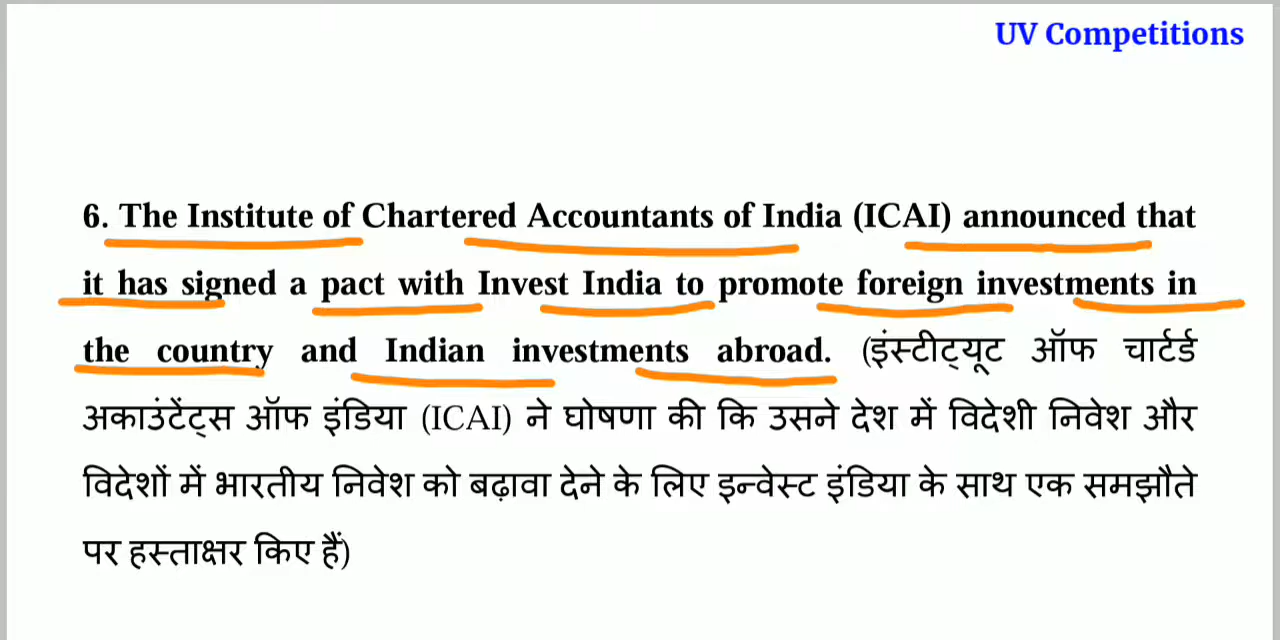 UV Competitions
6. The Institute of Chartered Accountants of India (ICAI) announced that
it has signed a pact with Invest India to promote foreign investments in
the country and Indian investments abroad. (इंस्टीट्यूट ऑफ चार्टर्ड
अकाउंटेंट्स ऑफ इंडिया (ICAI) ने घोषणा की कि उसने देश में विदेशी निवेश और
विदेशों में भारतीय निवेश को बढ़ावा देने के लिए इन्वेस्ट इंडिया के साथ एक समझौते
पर हस्ताक्षर किए हैं)